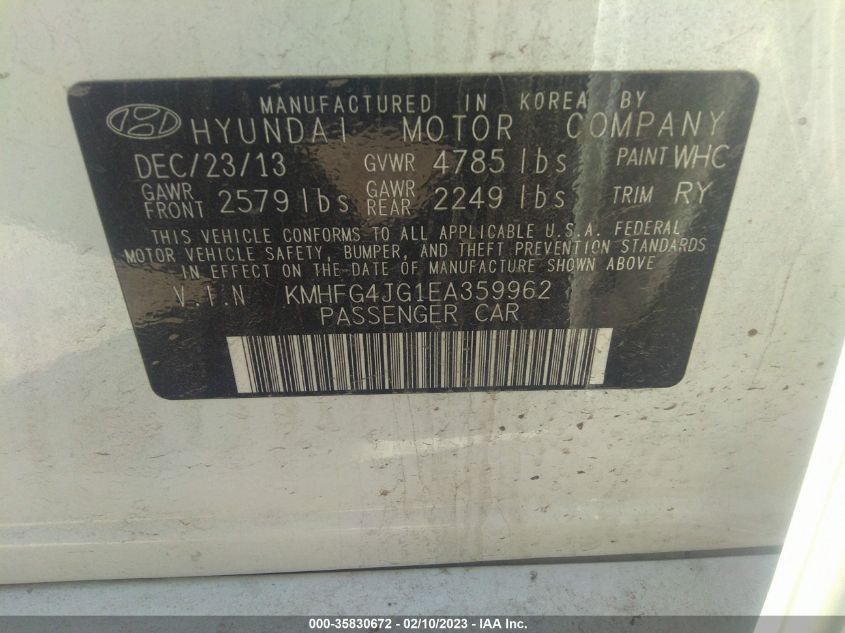 MANUFACTURED IN KOREA BY
HYUNDAI MOTOR COMPANY
DEC/23/13 GVWR 4785 lbs PAINT WHC
GAWR FRONT 2579 lbs GAWR REAR 2249 lbs TRIM RY
THIS VEHICLE CONFORMS TO ALL APPLICABLE U.S.A. FEDERAL
MOTOR VEHICLE SAFETY, BUMPER, AND THEFT PREVENTION STANDARDS
IN EFFECT ON THE DATE OF MANUFACTURE SHOWN ABOVE
V.I.N KMHFG4JG1EA359962
PASSENGER CAR
000-35830672 - 02/10/2023 - IAA Inc.